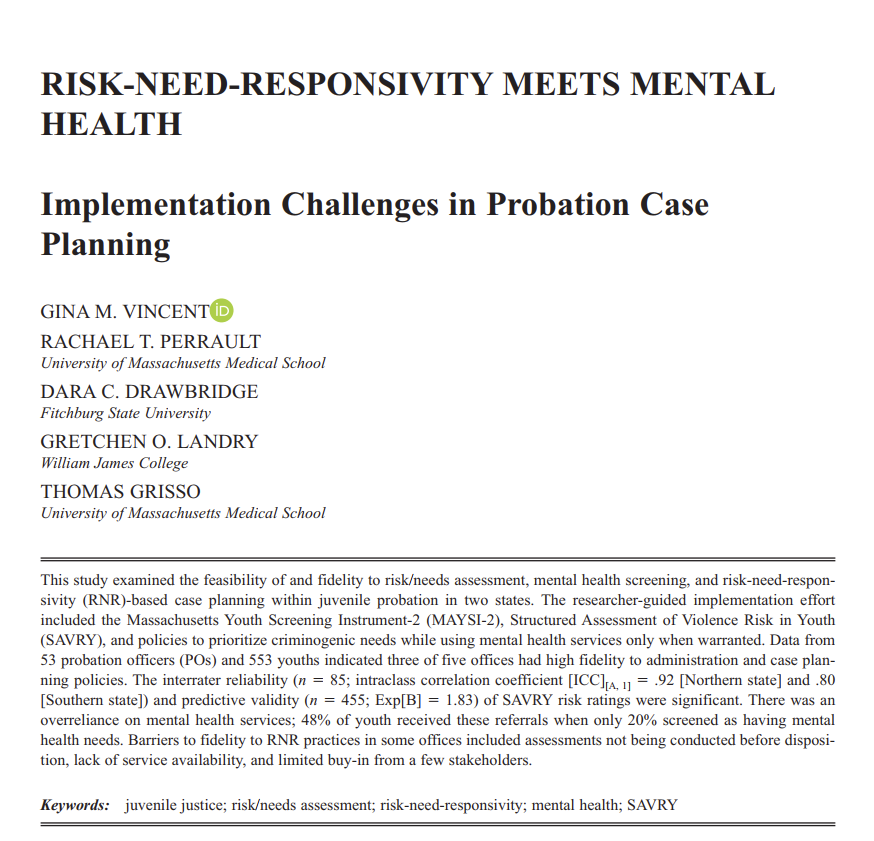 RISK-NEED-RESPONSIVITY MEETS MENTAL
HEALTH
Implementation Challenges in Probation Case
Planning
GINA M. VINCENT iD
RACHAEL T. PERRAULT
University of Massachusetts Medical School
DARA C. DRAWBRIDGE
Fitchburg State University
GRETCHEN O. LANDRY
William James College
THOMAS GRISSO
University of Massachusetts Medical School
This study examined the feasibility of and fidelity to risk/needs assessment, mental health screening, and risk-need-respon-
sivity (RNR)-based case planning within juvenile probation in two states. The researcher-guided implementation effort
included the Massachusetts Youth Screening Instrument-2 (MAYSI-2), Structured Assessment of Violence Risk in Youth
(SAVRY), and policies to prioritize criminogenic needs while using mental health services only when warranted. Data from
53 probation officers (POs) and 553 youths indicated three of five offices had high fidelity to administration and case plan-
ning policies. The interrater reliability (n = 85; intraclass correlation coefficient [ICC][A, 1] = .92 [Northern state] and .80
[Southern state]) and predictive validity (n = 455; Exp[B] = 1.83) of SAVRY risk ratings were significant. There was an
overreliance on mental health services; 48% of youth received these referrals when only 20% screened as having mental
health needs. Barriers to fidelity to RNR practices in some offices included assessments not being conducted before disposi-
tion, lack of service availability, and limited buy-in from a few stakeholders.
Keywords: juvenile justice; risk/needs assessment; risk-need-responsivity; mental health; SAVRY